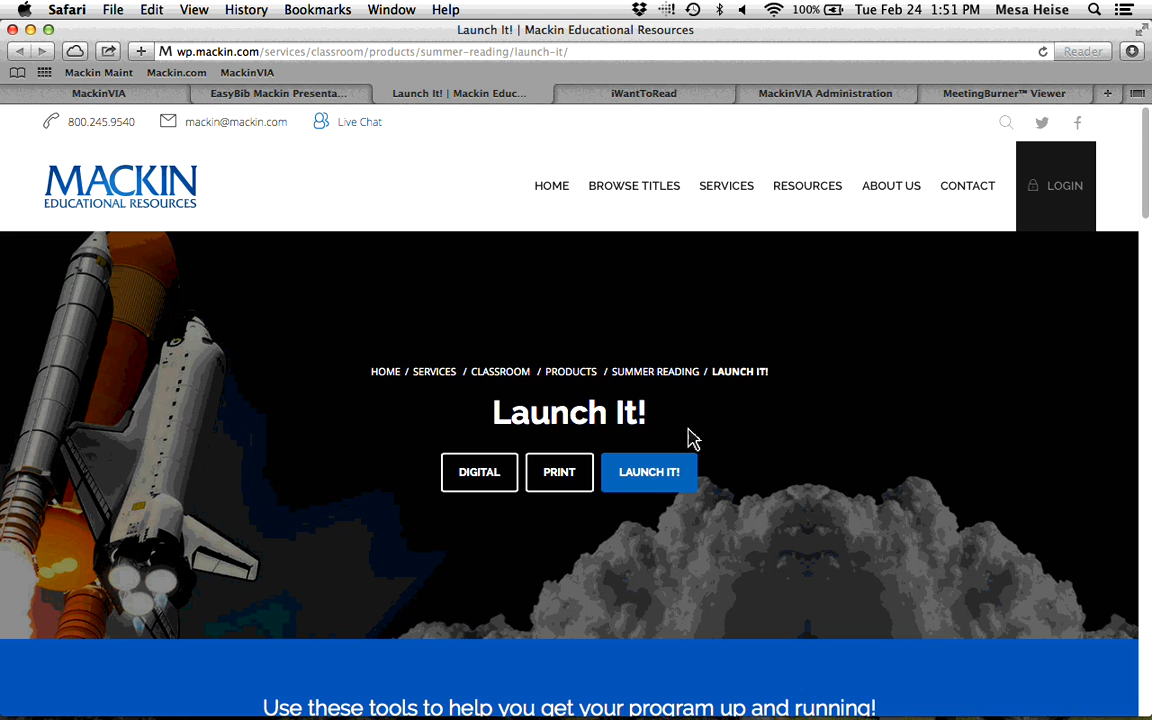 Safari File Edit View History Bookmarks Window Help 100% Tue Feb 24 1:51 PM Mesa Heise
Launch It! | Mackin Educational Resources
wp.mackin.com/services/classroom/products/summer-reading/launch-it/ Reader
Mackin Maint Mackin.com MackinVIA
MackinVIA EasyBib Mackin Presenta... Launch It! | Mackin Educ... iWantToRead MackinVIA Administration MeetingBurner™ Viewer
800.245.9540 mackin@mackin.com Live Chat
MACKIN
EDUCATIONAL RESOURCES
HOME BROWSE TITLES SERVICES RESOURCES ABOUT US CONTACT LOGIN
HOME / SERVICES / CLASSROOM / PRODUCTS / SUMMER READING / LAUNCH IT!
Launch It!
DIGITAL PRINT LAUNCH IT!
Use these tools to help you get your program up and running!